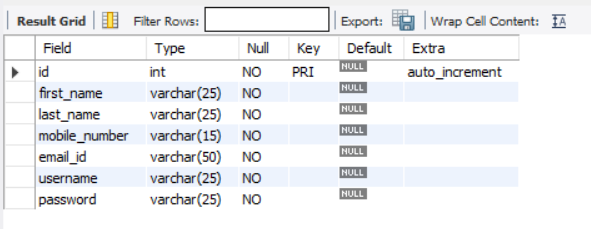 Result Grid Filter Rows: Export: Wrap Cell Content: IA
Field Type Null Key Default Extra
id int NO PRI NULL auto_increment
first_name varchar(25) NO NULL
last_name varchar(25) NO NULL
mobile_number varchar(15) NO NULL
email_id varchar(50) NO NULL
username varchar(25) NO NULL
password varchar(25) NO NULL